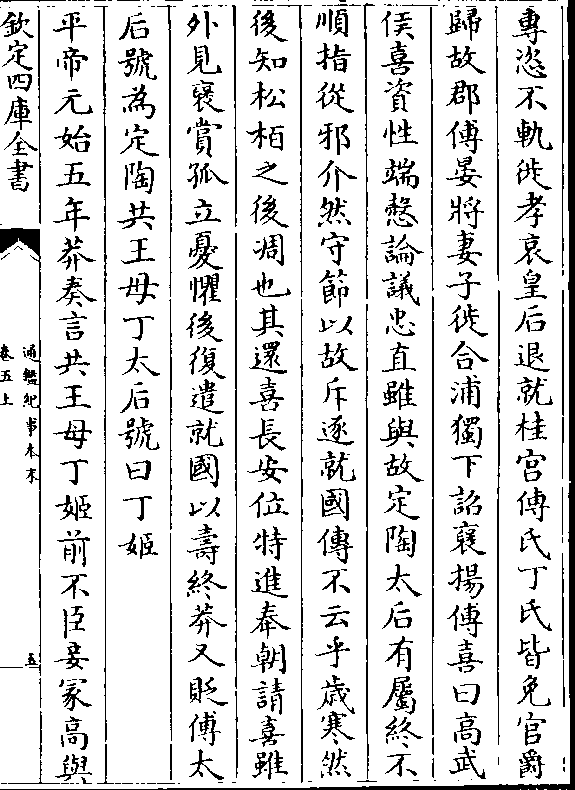 專恣不軌徙孝哀皇后退就桂宫傅氏丁氏皆免官爵
歸故郡傅晏將妻子徙合浦獨下詔襃揚傅喜曰高武
侯喜資性端慤論議忠直雖與故定陶太后有屬終不
順指從邪介然守節以故斥逐就國傳不云乎歳寒然
後知松栢之後凋也其還喜長安位特進奉朝請喜雖
外見襃賞孤立憂懼後復遣就國以壽終莽又貶傅太
后號為定陶共王母丁太后號曰丁姬
平帝元始五年莽奏言共王母丁姬前不臣妾冡高與
欽定四庫全書
通鑑紀事本末
卷五上
五